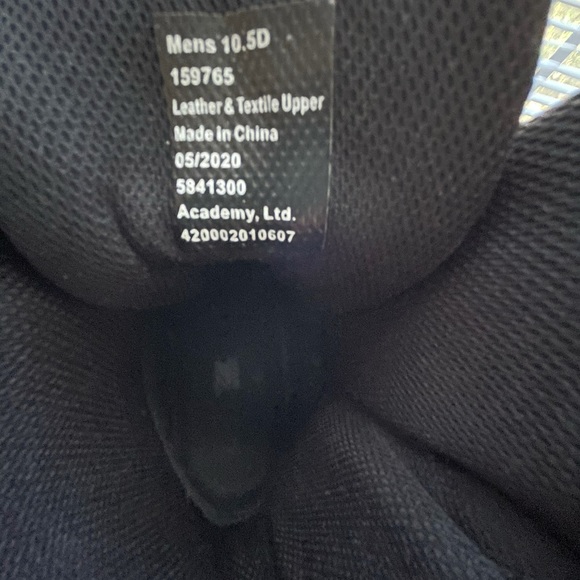 Mens 10.5D
159765
Leather & Textile Upper
Made in China
05/2020
5841300
Academy, Ltd.
420002010607